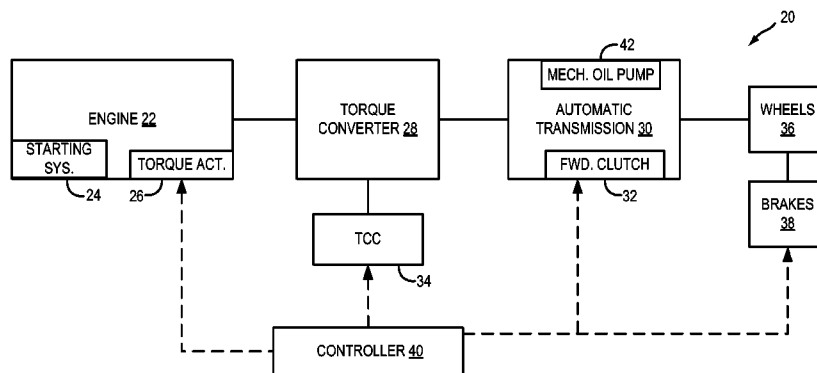 20
42
MECH. OIL PUMP
ENGINE 22
TORQUE
CONVERTER 28
AUTOMATIC
TRANSMISSION 30
WHEELS
36
STARTING
SYS.
TORQUE ACT.
FWD. CLUTCH
24
26
32
BRAKES
38
TCC
34
CONTROLLER 40